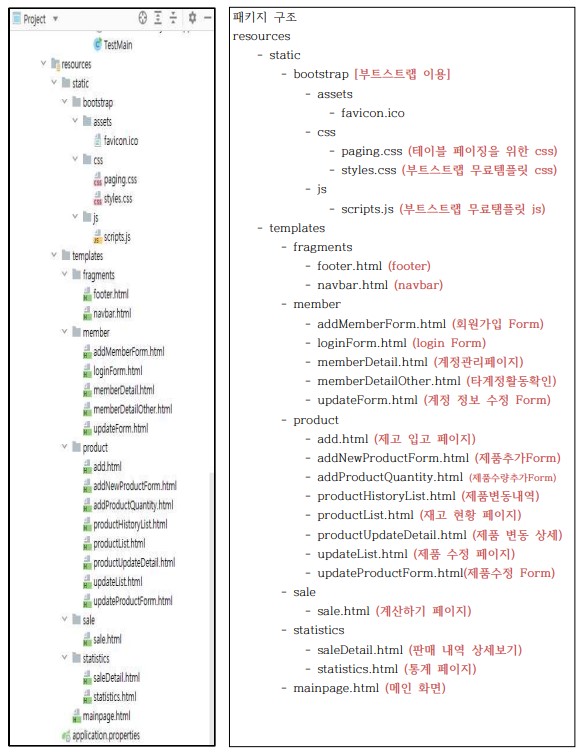 Project
TestMain
resources
static
bootstrap
assets
favicon.ico
css
paging.css
styles.css
js
scripts.js
templates
fragments
footer.html
navbar.html
member
addMemberForm.html
loginForm.html
memberDetail.html
memberDetailOther.html
updateForm.html
product
add.html
addNewProductForm.html
addProductQuantity.html
productHistoryList.html
productList.html
productUpdateDetail.html
updateList.html
updateProductForm.html
sale
sale.html
statistics
saleDetail.html
statistics.html
mainpage.html
application.properties
패키지 구조
resources
- static
- bootstrap [부트스트랩 이용]
- assets
- favicon.ico
- css
- paging.css (테이블 페이징을 위한 css)
- styles.css (부트스트랩 무료템플릿 css)
- js
- scripts.js (부트스트랩 무료탬플릿 js)
- templates
- fragments
- footer.html (footer)
- navbar.html (navbar)
- member
- addMemberForm.html (회원가입 Form)
- loginForm.html (login Form)
- memberDetail.html (계정관리페이지)
- memberDetailOther.html (타계정활동확인)
- updateForm.html (계정 정보 수정 Form)
- product
- add.html (재고 입고 페이지)
- addNewProductForm.html (제품추가Form)
- addProductQuantity.html (제품수량추가Form)
- productHistoryList.html (제품변동내역)
- productList.html (재고 현황 페이지)
- productUpdateDetail.html (제품 변동 상세)
- updateList.html (제품 수정 페이지)
- updateProductForm.html(제품수정 Form)
- sale
- sale.html (계산하기 페이지)
- statistics
- saleDetail.html (판매 내역 상세보기)
- statistics.html (통계 페이지)
- mainpage.html (메인 화면)